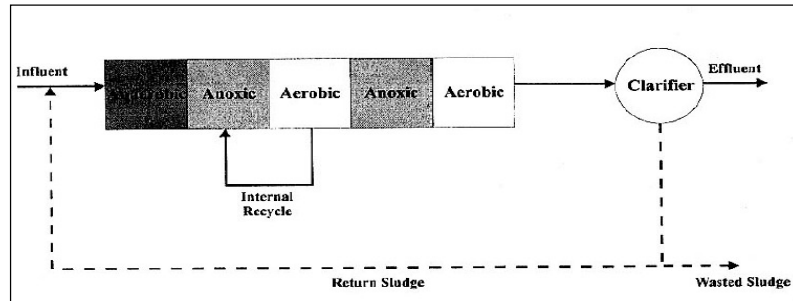 Influent
Anaerobic
Anoxic
Aerobic
Anoxic
Aerobic
Clarifier
Effluent
Internal
Recycle
Return Sludge
Wasted Sludge